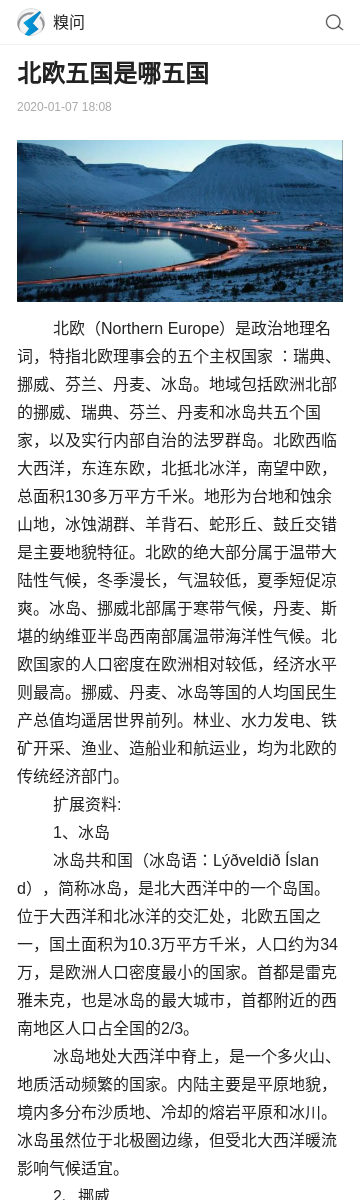 糗问
北欧五国是哪五国
2020-01-07 18:08
北欧（Northern Europe）是政治地理名
词，特指北欧理事会的五个主权国家 ：瑞典、
挪威、芬兰、丹麦、冰岛。地域包括欧洲北部
的挪威、瑞典、芬兰、丹麦和冰岛共五个国
家，以及实行内部自治的法罗群岛。北欧西临
大西洋，东连东欧，北抵北冰洋，南望中欧，
总面积130多万平方千米。地形为台地和蚀余
山地，冰蚀湖群、羊背石、蛇形丘、鼓丘交错
是主要地貌特征。北欧的绝大部分属于温带大
陆性气候，冬季漫长，气温较低，夏季短促凉
爽。冰岛、挪威北部属于寒带气候，丹麦、斯
堪的纳维亚半岛西南部属温带海洋性气候。北
欧国家的人口密度在欧洲相对较低，经济水平
则最高。挪威、丹麦、冰岛等国的人均国民生
产总值均遥居世界前列。林业、水力发电、铁
矿开采、渔业、造船业和航运业，均为北欧的
传统经济部门。
扩展资料:
1、冰岛
冰岛共和国（冰岛语：Lýðveldið Íslan
d），简称冰岛，是北大西洋中的一个岛国。
位于大西洋和北冰洋的交汇处，北欧五国之
一，国土面积为10.3万平方千米，人口约为34
万，是欧洲人口密度最小的国家。首都是雷克
雅未克，也是冰岛的最大城市，首都附近的西
南地区人口占全国的2/3。
冰岛地处大西洋中脊上，是一个多火山、
地质活动频繁的国家。内陆主要是平原地貌，
境内多分布沙质地、冷却的熔岩平原和冰川。
冰岛虽然位于北极圈边缘，但受北大西洋暖流
影响气候适宜。
2、挪威